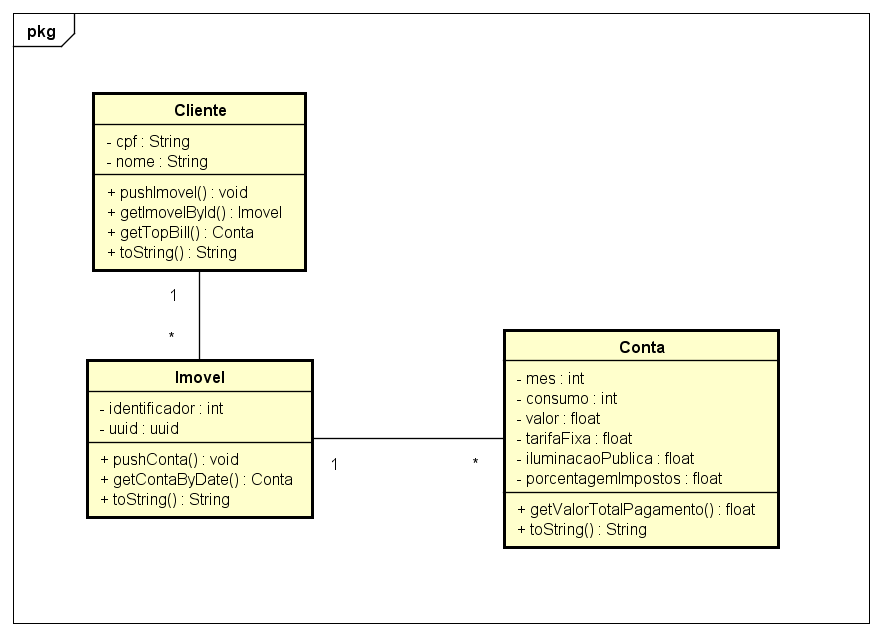 pkg
Cliente
- cpf : String
- nome : String
+ pushImovel() : void
+ getImovelById() : Imovel
+ getTopBill() : Conta
+ toString() : String
1
*
Imovel
- identificador : int
- uuid : uuid
+ pushConta() : void
+ getContaByDate() : Conta
+ toString() : String
1
*
Conta
- mes : int
- consumo : int
- valor : float
- tarifaFixa : float
- iluminacaoPublica : float
- porcentagemImpostos : float
+ getValorTotalPagamento() : float
+ toString() : String